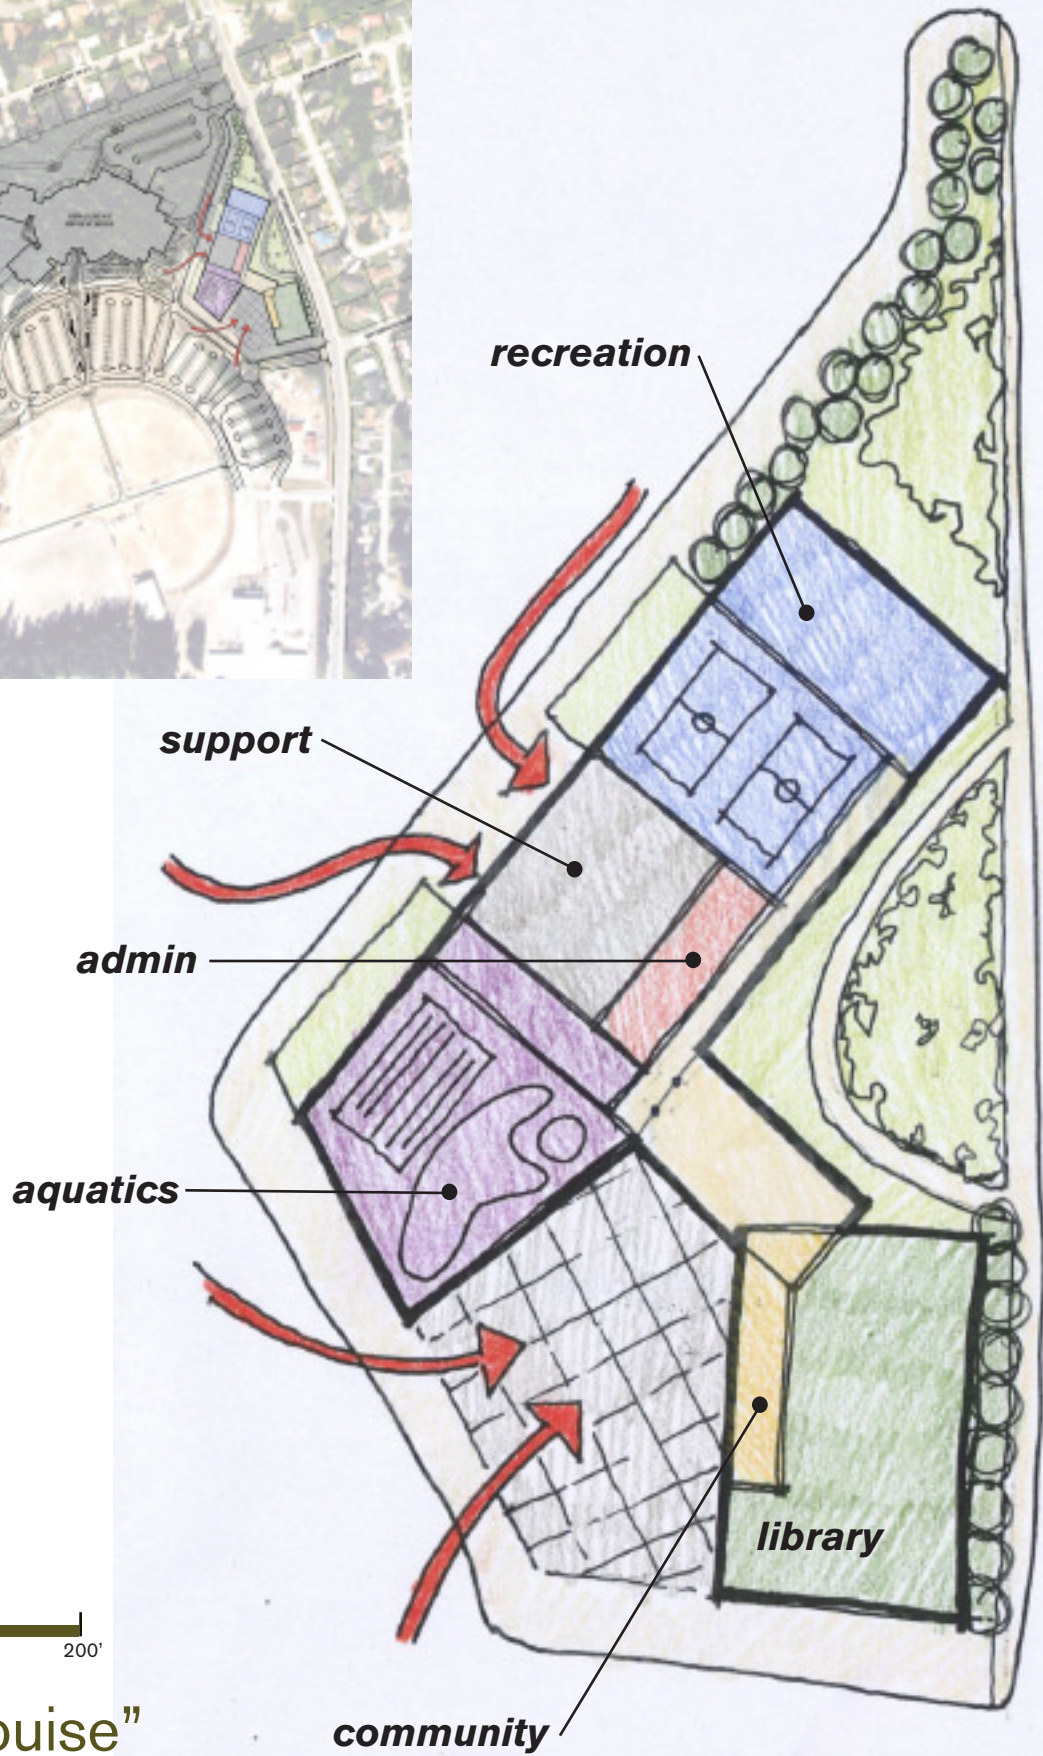 recreation
support
admin
aquatics
library
200'
ouise”
community